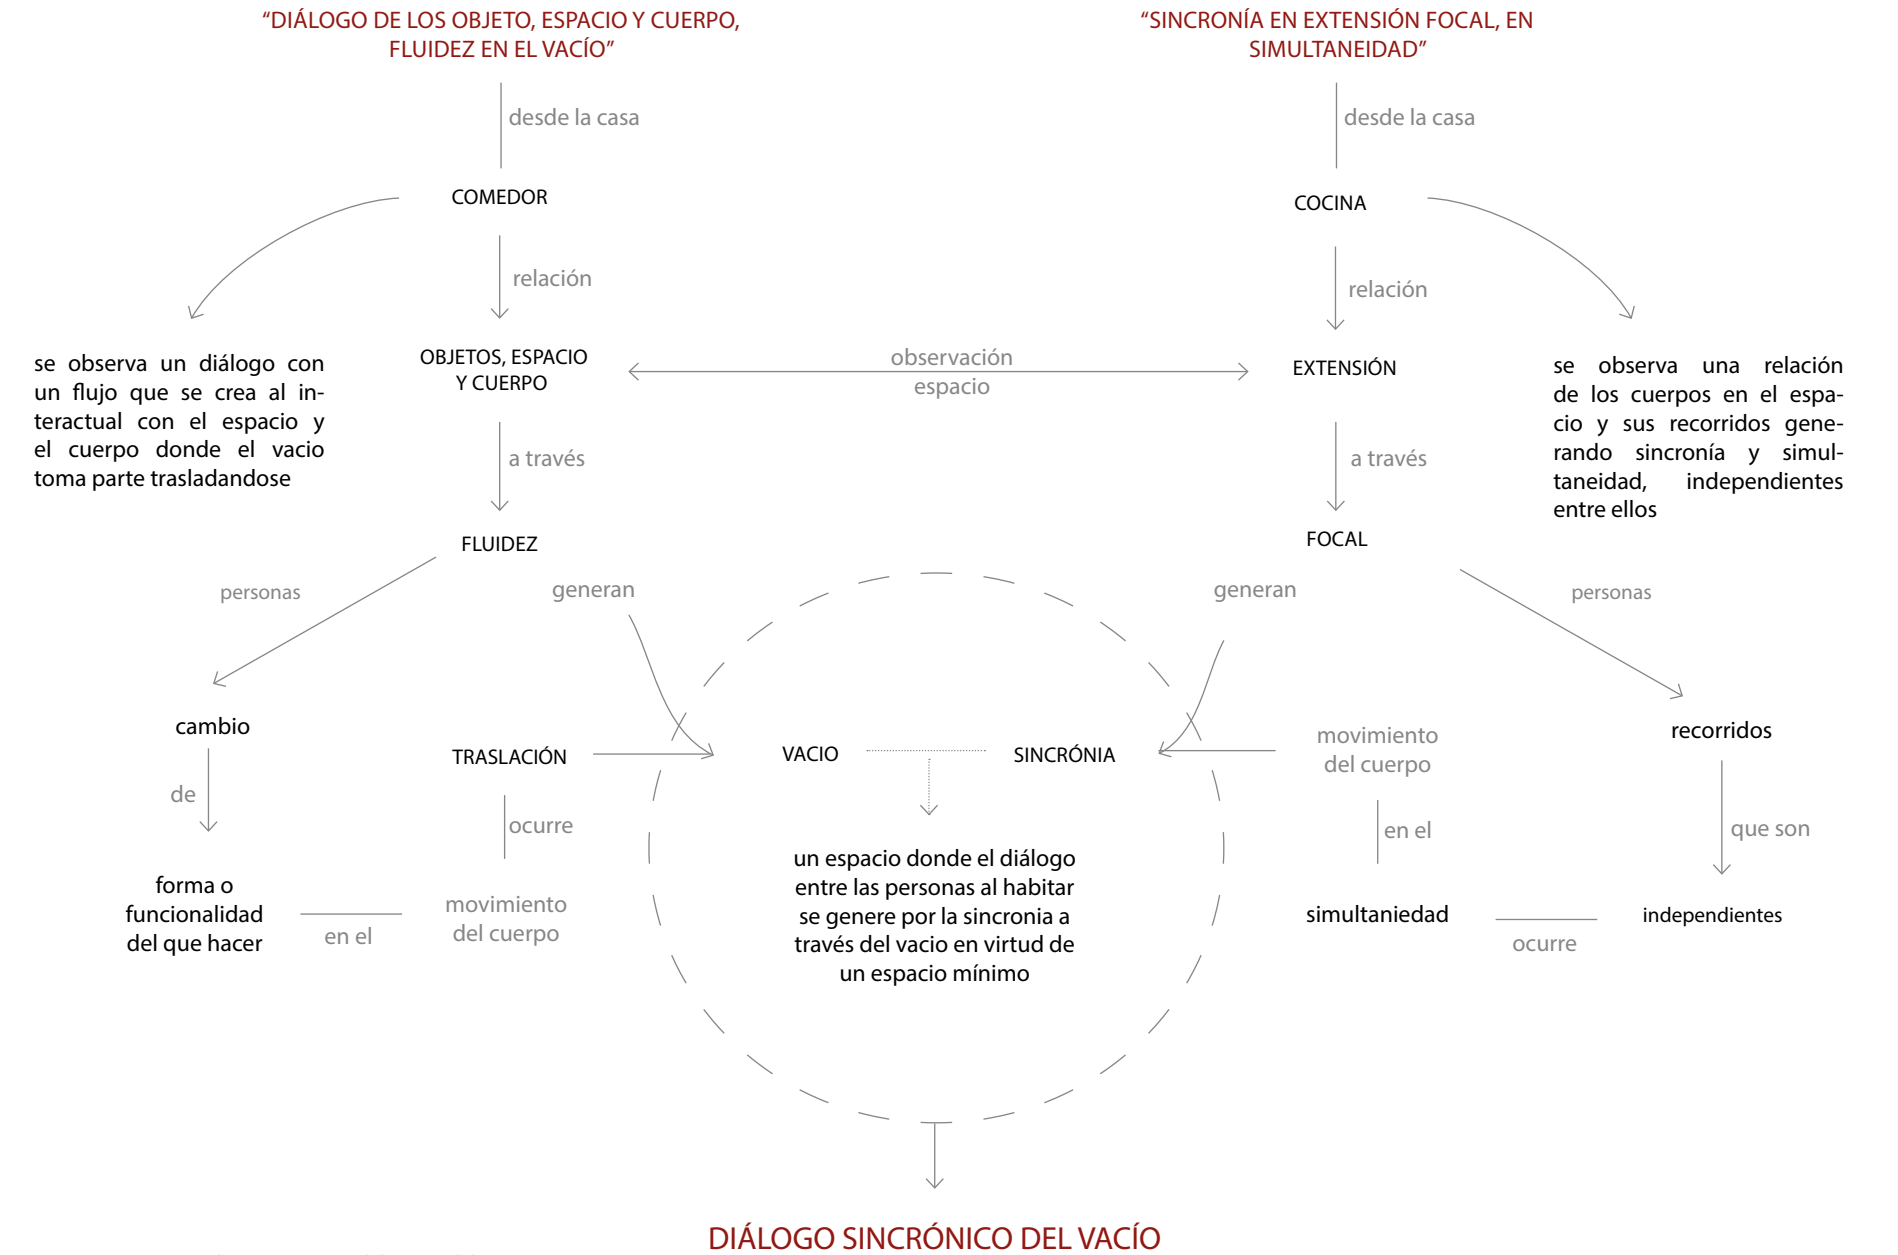 “DIÁLOGO DE LOS OBJETO, ESPACIO Y CUERPO,
FLUIDEZ EN EL VACÍO”
“SINCRONÍA EN EXTENSIÓN FOCAL, EN
SIMULTANEIDAD”
desde la casa
desde la casa
COMEDOR
COCINA
relación
relación
se observa un diálogo con
un flujo que se crea al in-
teractual con el espacio y
el cuerpo donde el vacio
toma parte trasladandose
OBJETOS, ESPACIO
Y CUERPO
observación
espacio
EXTENSIÓN
se observa una relación
de los cuerpos en el espa-
cio y sus recorridos gene-
rando sincronía y simul-
taneidad, independientes
entre ellos
a través
a través
FLUIDEZ
FOCAL
personas
generan
generan
personas
cambio
TRASLACIÓN
VACIO
SINCRÓNIA
movimiento
del cuerpo
recorridos
de
ocurre
en el
que son
forma o
funcionalidad
del que hacer
en el
movimiento
del cuerpo
un espacio donde el diálogo
entre las personas al habitar
se genere por la sincronia a
través del vacio en virtud de
un espacio mínimo
simultaniedad
ocurre
independientes
DIÁLOGO SINCRÓNICO DEL VACÍO